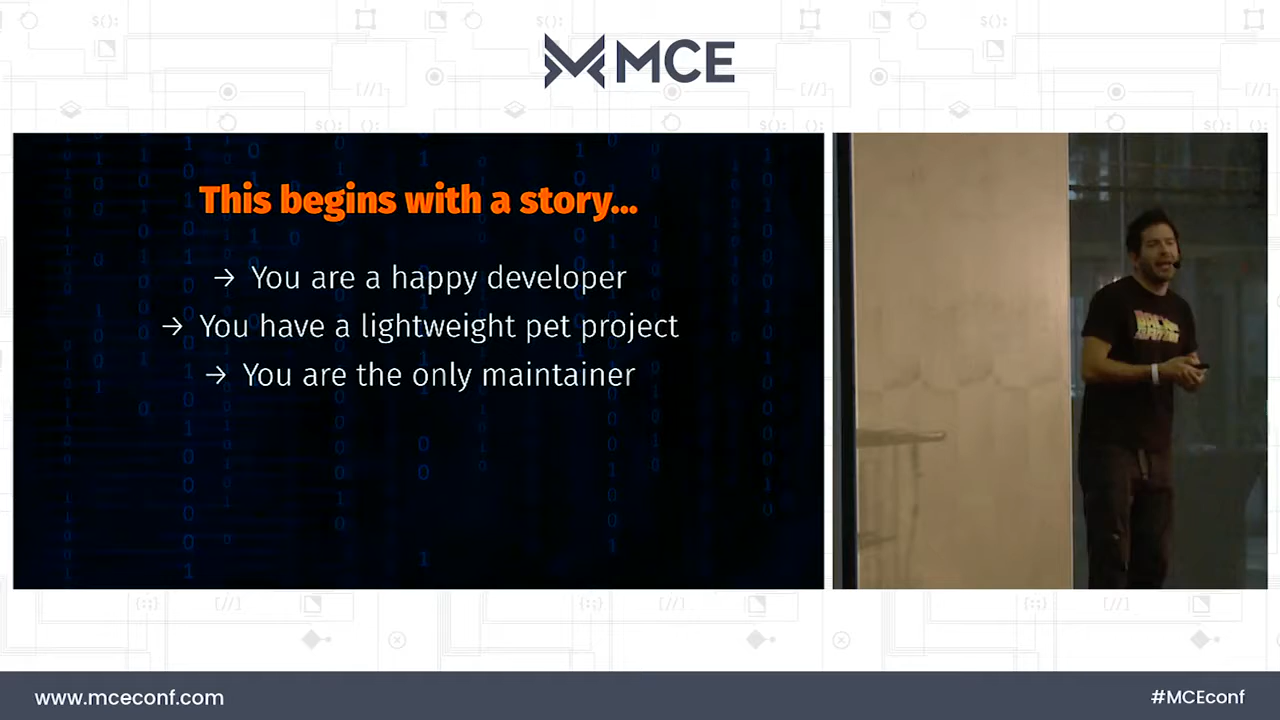 MCE
This begins with a story...
→ You are a happy developer
→ You have a lightweight pet project
→ You are the only maintainer
www.mceconf.com
#MCEconf